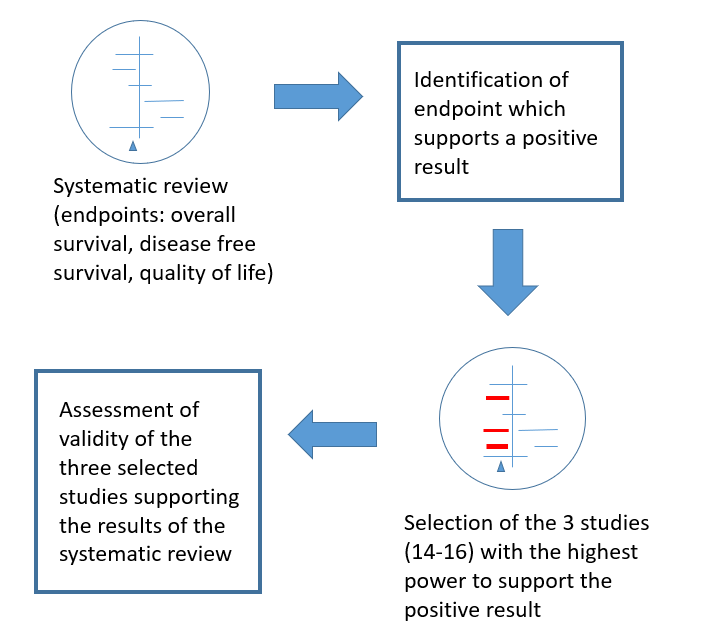 Systematic review
(endpoints: overall
survival, disease free
survival, quality of life)
Identification of
endpoint which
supports a positive
result
Selection of the 3 studies
(14-16) with the highest
power to support the
positive result
Assessment of
validity of the
three selected
studies supporting
the results of the
systematic review